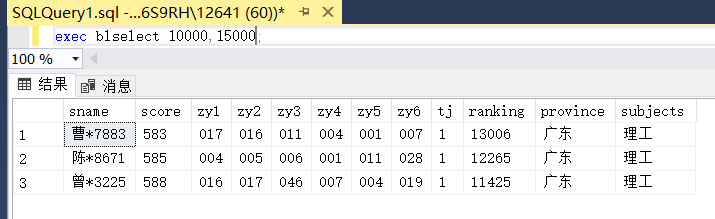 SQLQuery1.sql -...6S9RH\12641 (60))*
exec blselect 10000,15000;
100 %
结果 消息
sname score zy1 zy2 zy3 zy4 zy5 zy6 tj ranking province subjects
1 曹*7883 583 017 016 011 004 001 007 1 13006 广东 理工
2 陈*8671 585 004 005 006 001 011 028 1 12265 广东 理工
3 曾*3225 588 016 017 046 007 004 019 1 11425 广东 理工